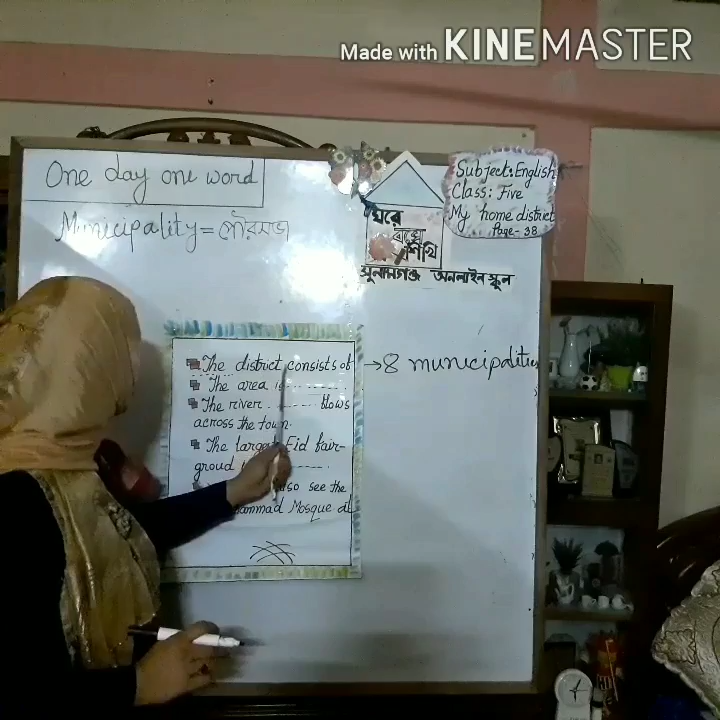 Made with KINEMASTER
One day one word
Municipality = পৌরসভা
ঘরে
বসে
শিখি
সুনামগঞ্জ অনলাইন স্কুল
Subject: English
Class: Five
My home district
Page-38
The district consists of
→ 8 municipalities
The area is ..........
The river ........ blows
across the town.
The largest Eid fair-
groud ..........
also see the
Mosque at